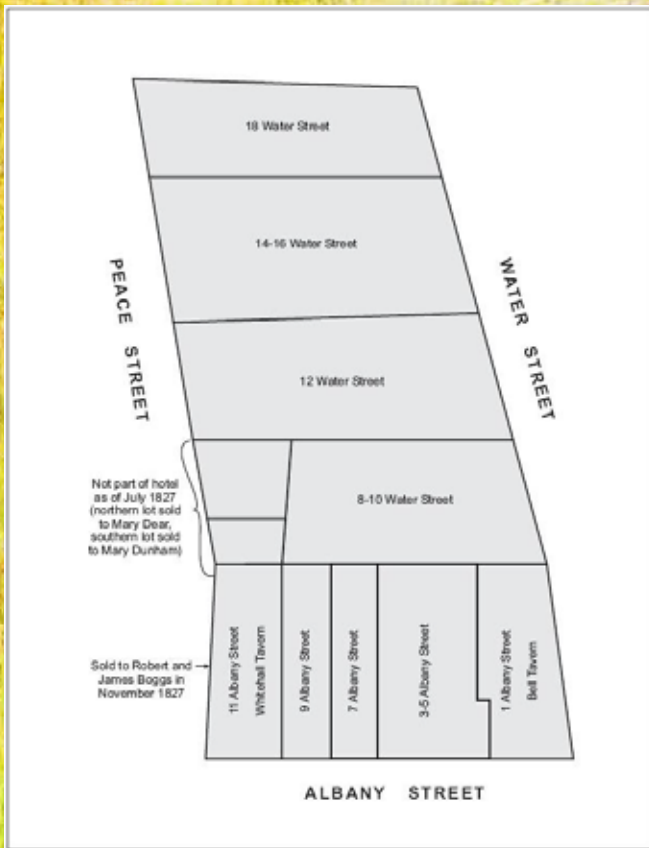 18 Water Street
14-16 Water Street
PEACE STREET
WATER STREET
12 Water Street
Not part of hotel
as of July 1827
(northern lot sold
to Mary Dear,
southern lot sold
to Mary Dunham)
8-10 Water Street
Sold to Robert and
James Boggs in
November 1827
11 Albany Street
Whitehall Tavern
9 Albany Street
7 Albany Street
3-5 Albany Street
1 Albany Street
Bell Tavern
ALBANY STREET